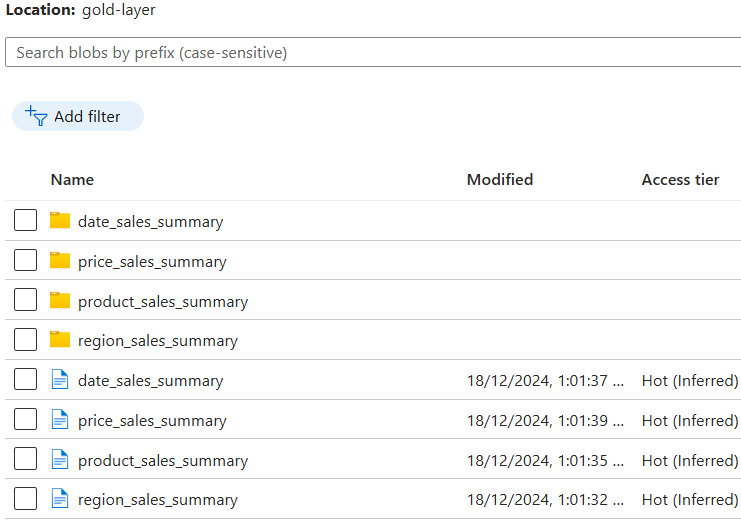 Location: gold-layer
Search blobs by prefix (case-sensitive)
Add filter
Name Modified Access tier
date_sales_summary
price_sales_summary
product_sales_summary
region_sales_summary
date_sales_summary 18/12/2024, 1:01:37 ... Hot (Inferred)
price_sales_summary 18/12/2024, 1:01:39 ... Hot (Inferred)
product_sales_summary 18/12/2024, 1:01:35 ... Hot (Inferred)
region_sales_summary 18/12/2024, 1:01:32 ... Hot (Inferred)